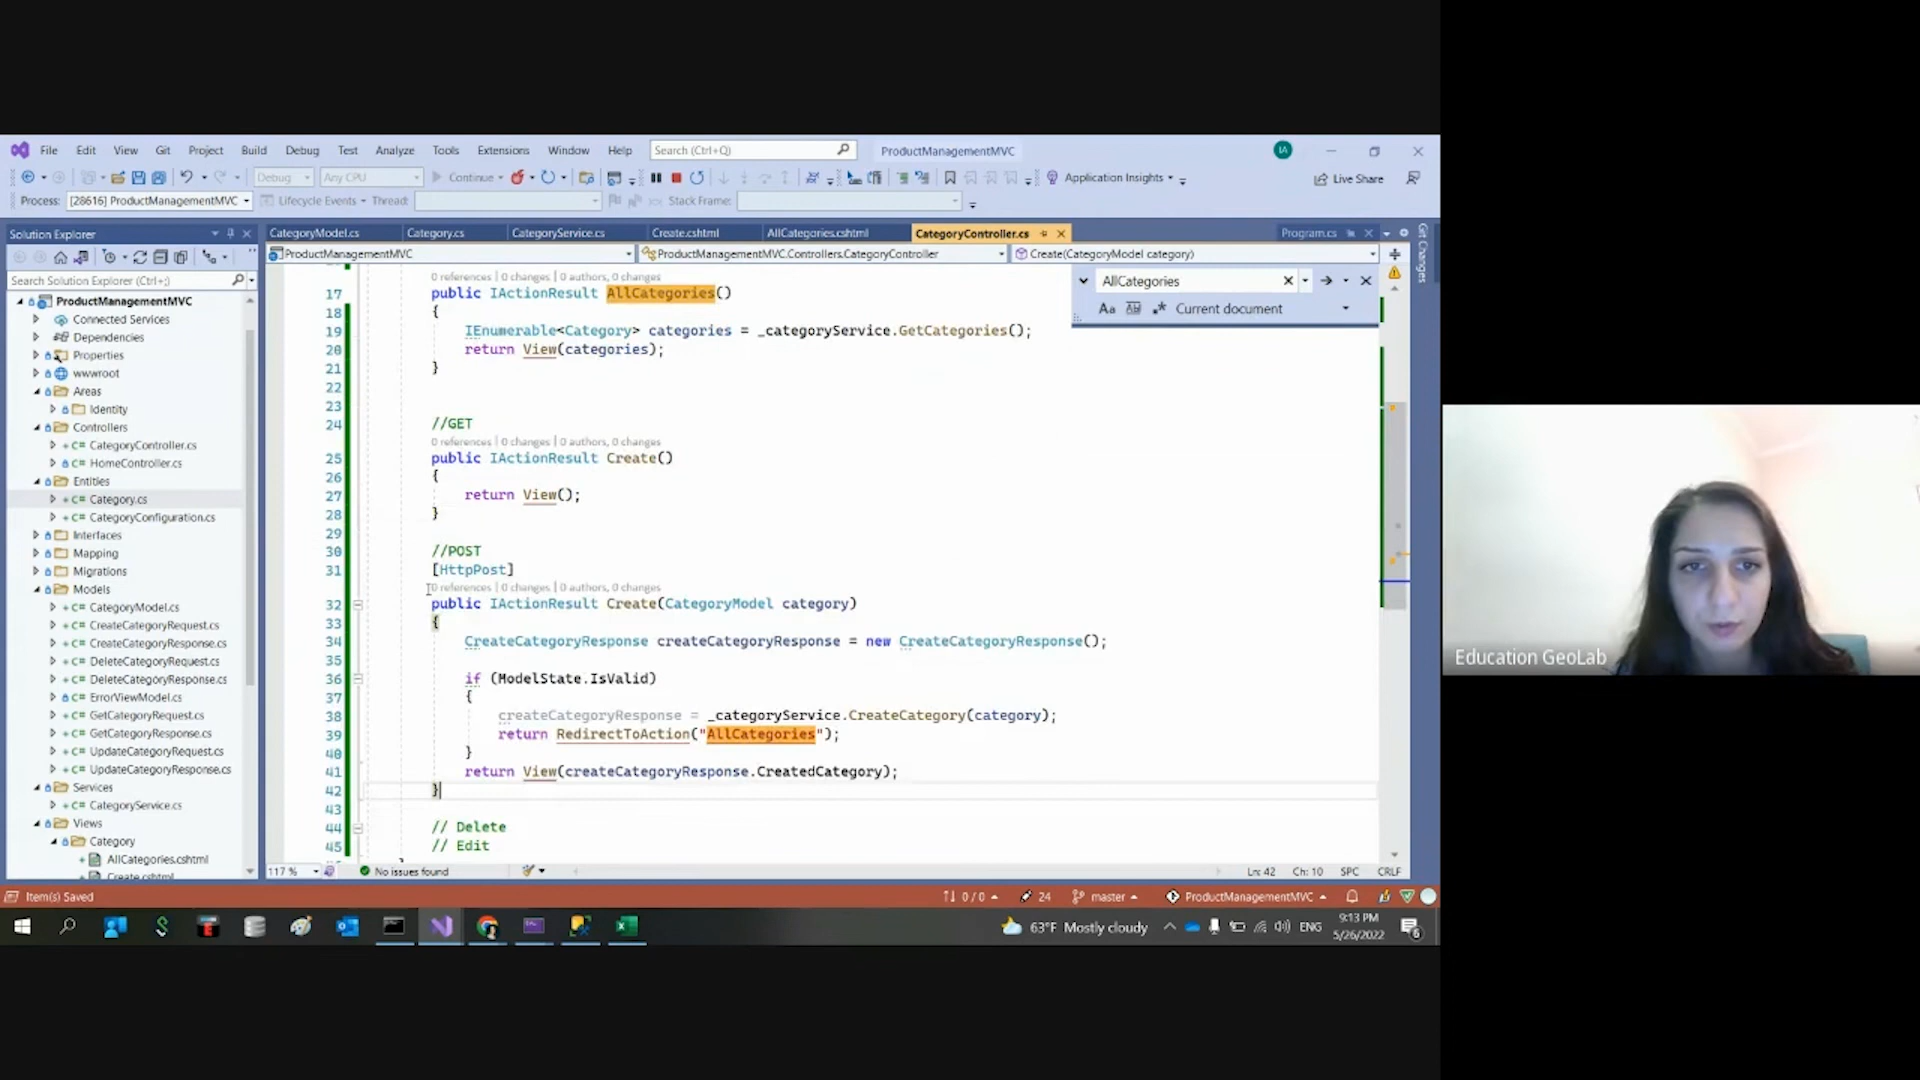 File Edit View Git Project Build Debug Test Analyze Tools Extensions Window Help Search (Ctrl+Q) ProductManagementMVC IA
Debug Any CPU Continue Application Insights Live Share
Process: [28616] ProductManagementMVC Lifecycle Events Thread: Stack Frame:
Solution Explorer
Search Solution Explorer (Ctrl+;)
ProductManagementMVC
Connected Services
Dependencies
Properties
wwwroot
Areas
Identity
Controllers
C# CategoryController.cs
C# HomeController.cs
Entities
C# Category.cs
C# CategoryConfiguration.cs
Interfaces
Mapping
Migrations
Models
C# CategoryModel.cs
C# CreateCategoryRequest.cs
C# CreateCategoryResponse.cs
C# DeleteCategoryRequest.cs
C# DeleteCategoryResponse.cs
C# ErrorViewModel.cs
C# GetCategoryRequest.cs
C# GetCategoryResponse.cs
C# UpdateCategoryRequest.cs
C# UpdateCategoryResponse.cs
Services
C# CategoryService.cs
Views
Category
AllCategories.cshtml
Create.cshtml
CategoryModel.cs Category.cs CategoryService.cs Create.cshtml AllCategories.cshtml CategoryController.cs Program.cs
ProductManagementMVC ProductManagementMVC.Controllers.CategoryController Create(CategoryModel category)
Git Changes
AllCategories
Aa Current document
0 references | 0 changes | 0 authors, 0 changes
17 public IActionResult AllCategories()
18 {
19 IEnumerable<Category> categories = _categoryService.GetCategories();
20 return View(categories);
21 }
22
23
24 //GET
0 references | 0 changes | 0 authors, 0 changes
25 public IActionResult Create()
26 {
27 return View();
28 }
29
30 //POST
31 [HttpPost]
0 references | 0 changes | 0 authors, 0 changes
32 public IActionResult Create(CategoryModel category)
33 {
34 CreateCategoryResponse createCategoryResponse = new CreateCategoryResponse();
35
36 if (ModelState.IsValid)
37 {
38 createCategoryResponse = _categoryService.CreateCategory(category);
39 return RedirectToAction("AllCategories");
40 }
41 return View(createCategoryResponse.CreatedCategory);
42 }
43
44 // Delete
45 // Edit
117 % No issues found Ln: 42 Ch: 10 SPC CRLF
Item(s) Saved 0 / 0 24 master ProductManagementMVC
63°F Mostly cloudy ENG 9:13 PM
5/26/2022
6
Education GeoLab